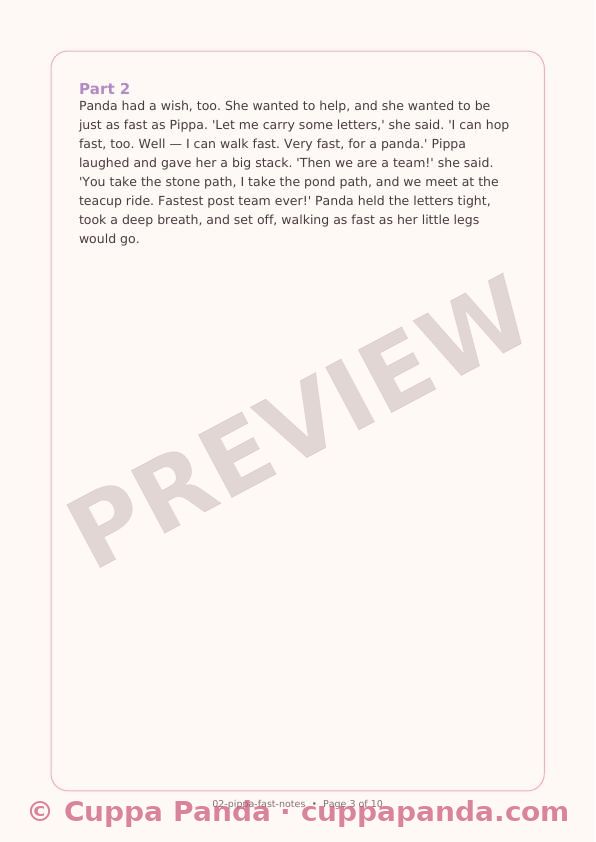 Part 2
Panda had a wish, too. She wanted to help, and she wanted to be
just as fast as Pippa. 'Let me carry some letters,' she said. 'I can hop
fast, too. Well — I can walk fast. Very fast, for a panda.' Pippa
laughed and gave her a big stack. 'Then we are a team!' she said.
'You take the stone path, I take the pond path, and we meet at the
teacup ride. Fastest post team ever!' Panda held the letters tight,
took a deep breath, and set off, walking as fast as her little legs
would go.
PREVIEW
02-pippa-fast-notes • Page 3 of 10
© Cuppa Panda · cuppapanda.com